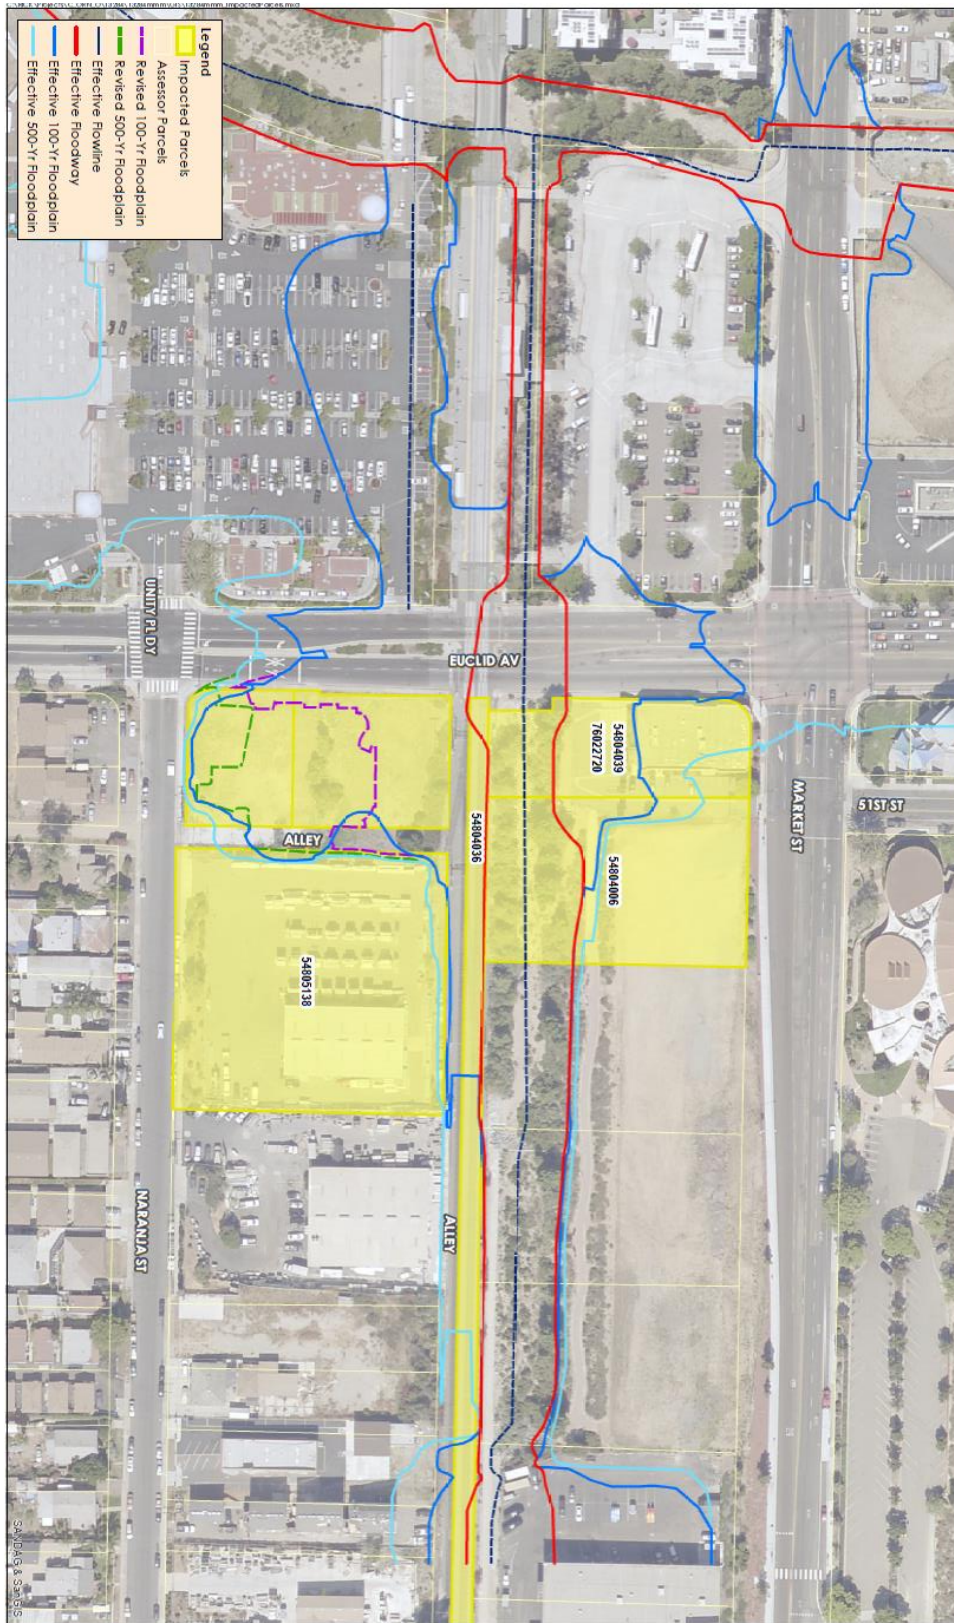 Legend
Impacted Parcels
Assessor Parcels
Revised 100-Yr Floodplain
Revised 500-Yr Floodplain
Effective Flowline
Effective Floodway
Effective 100-Yr Floodplain
Effective 500-Yr Floodplain
UNITY PL DY
EUCLID AV
MARKET ST
51ST ST
54804039
76022720
54804036
54804006
ALLEY
54805138
NARANJA ST
ALLEY
SANDAG & SanGIS